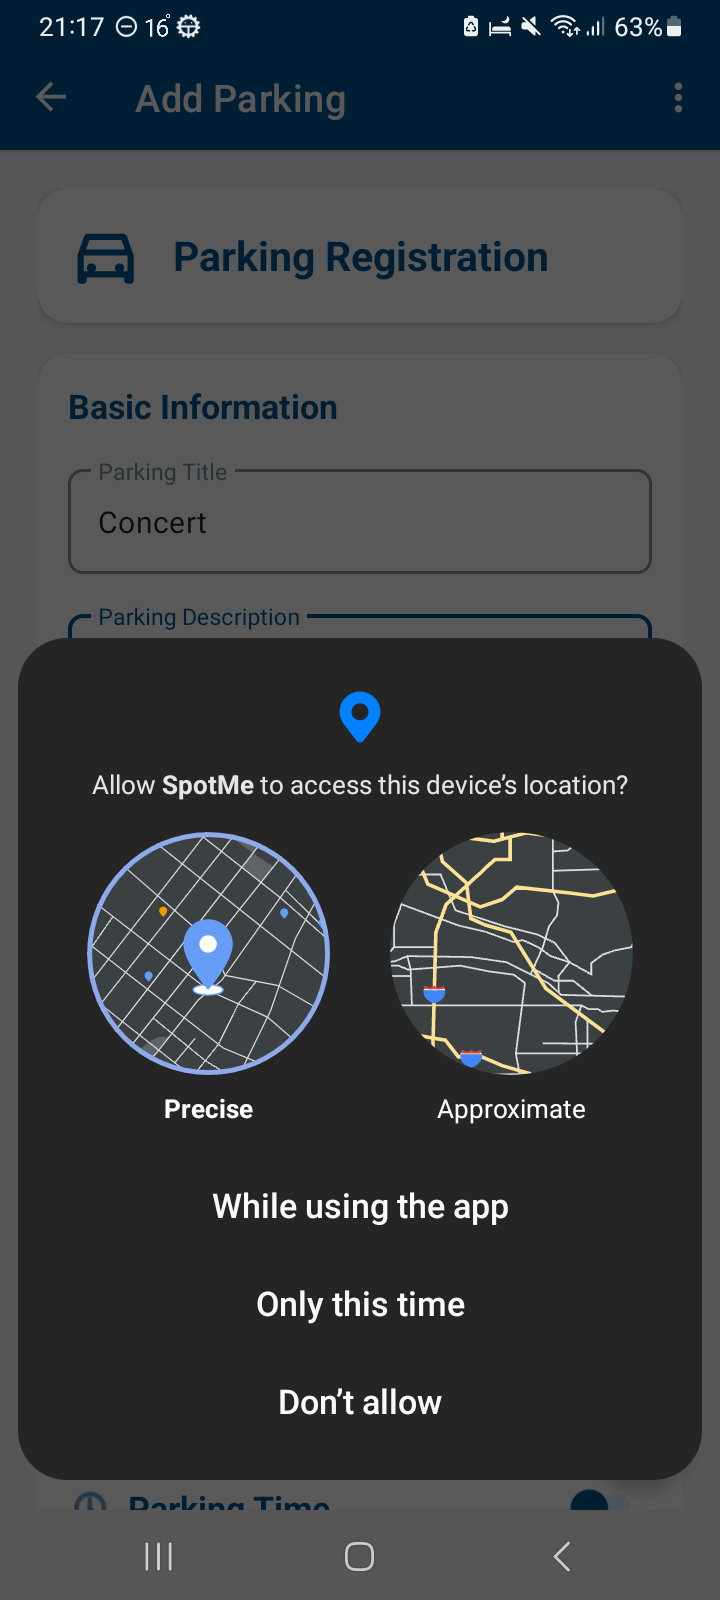 21:17 16° 63%
Add Parking
Parking Registration
Basic Information
Parking Title
Concert
Parking Description
Allow SpotMe to access this device’s location?
Precise Approximate
While using the app
Only this time
Don’t allow
Parking Time